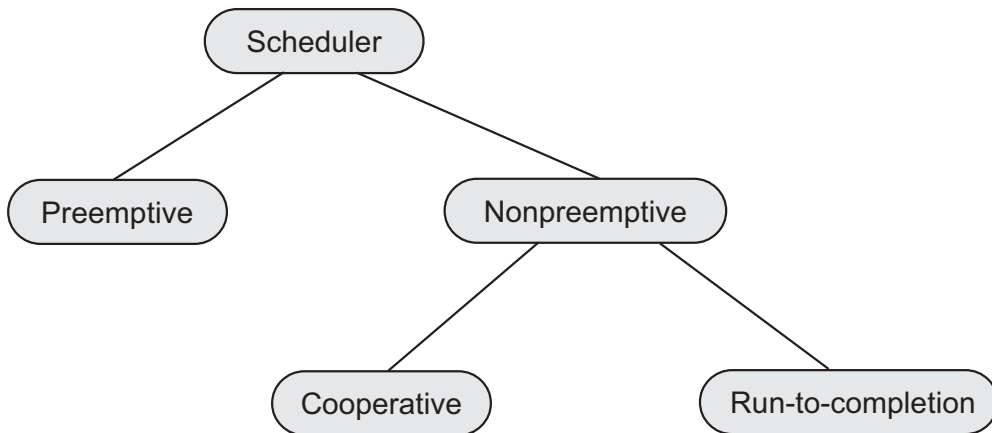 Scheduler
Preemptive
Nonpreemptive
Cooperative
Run-to-completion